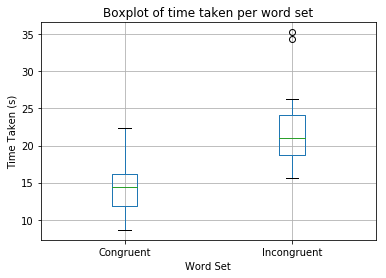 Boxplot of time taken per word set
35
30
25
20
15
10
Time Taken (s)
Congruent
Incongruent
Word Set